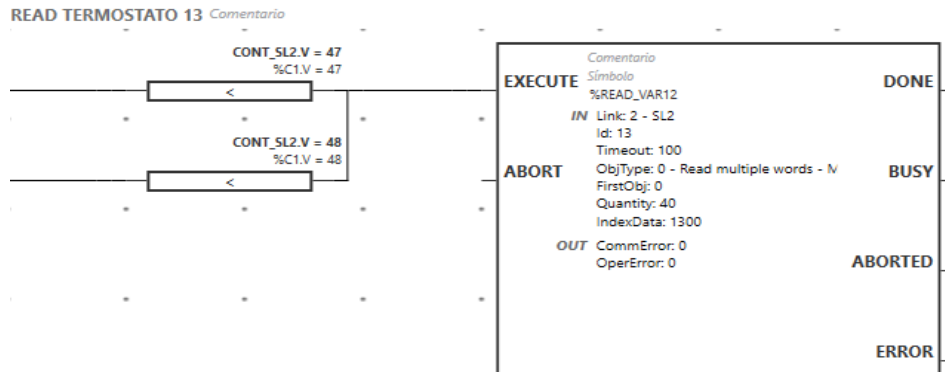 READ TERMOSTATO 13 Comentario
CONT_SL2.V = 47
%C1.V = 47
<
CONT_SL2.V = 48
%C1.V = 48
<
Comentario
EXECUTE Símbolo DONE
%READ_VAR12
IN Link: 2 - SL2
Id: 13
Timeout: 100
ABORT ObjType: 0 - Read multiple words - M BUSY
FirstObj: 0
Quantity: 40
IndexData: 1300
OUT CommError: 0
OperError: 0 ABORTED
ERROR